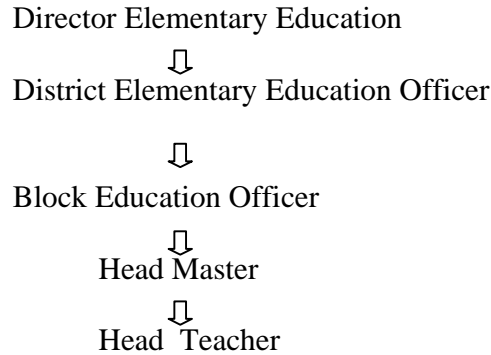 Director Elementary Education
District Elementary Education Officer
Block Education Officer
Head Master
Head Teacher